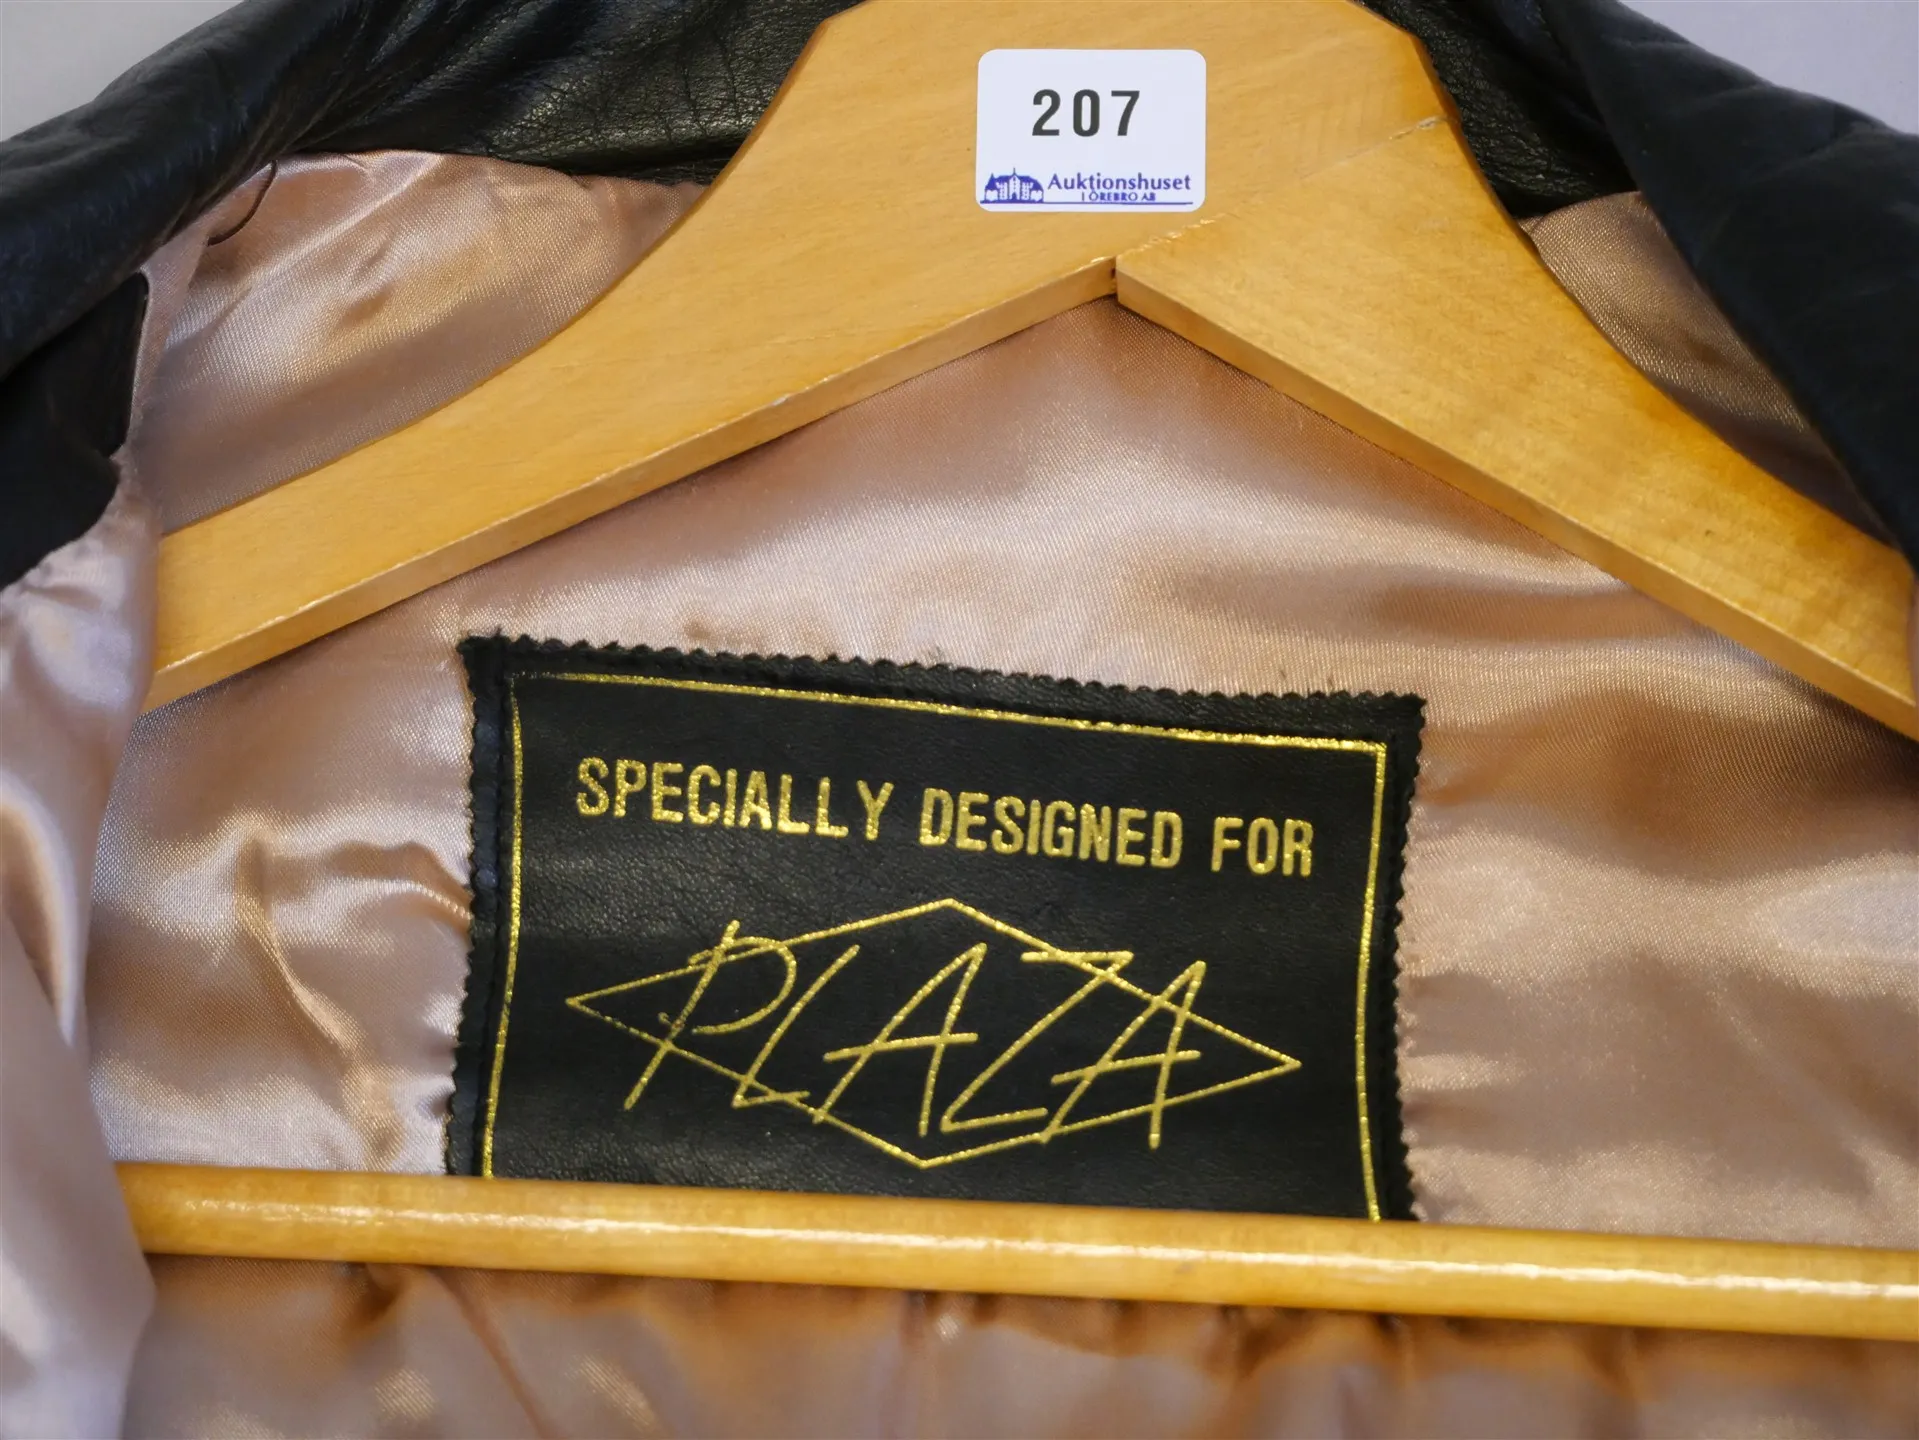 207
Auktionshuset
I ÖREBRO AB
SPECIALLY DESIGNED FOR
PLAZA